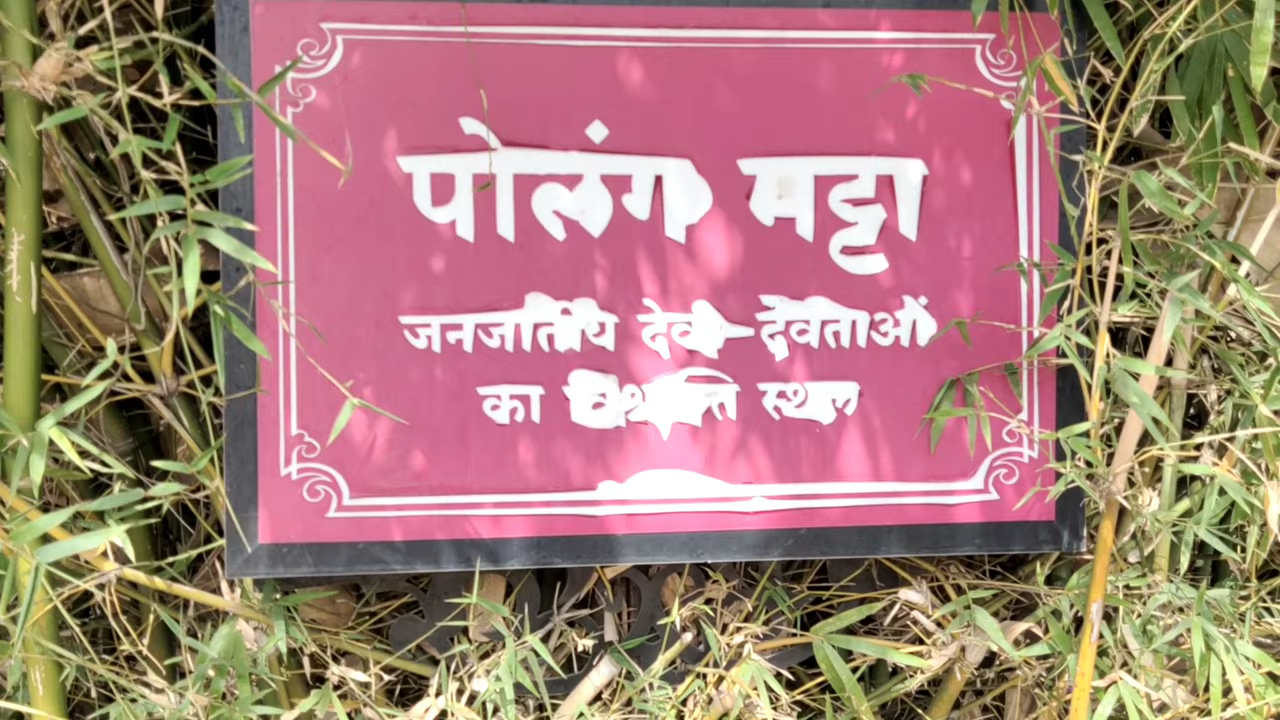 पोलंग मट्टा
जनजातीय देवी-देवताओं
का विश्रान्ति स्थल